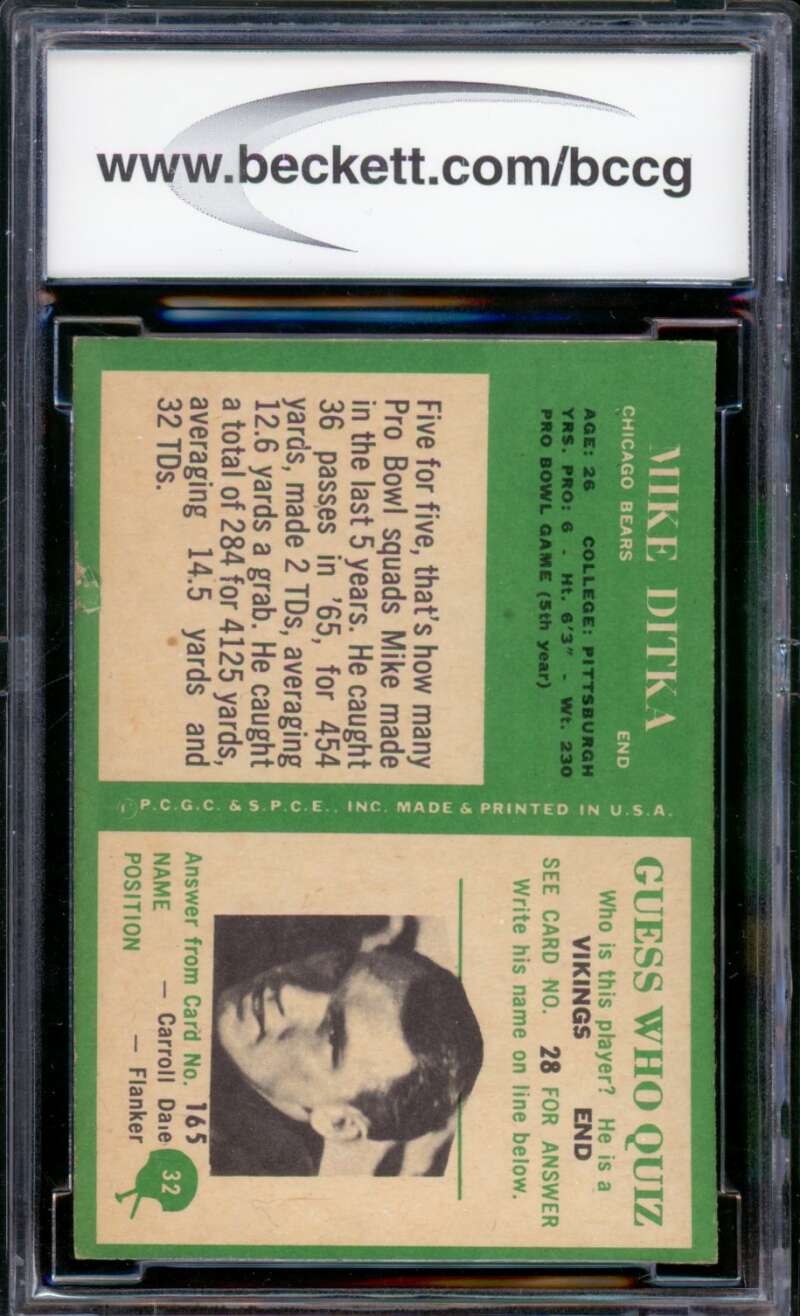 www.beckett.com/bccg
MIKE DITKA
CHICAGO BEARS END
AGE: 26 COLLEGE: PITTSBURGH
YRS. PRO: 6 - Ht. 6'3" - Wt. 230
PRO BOWL GAME (5th year)
Five for five, that's how many
Pro Bowl squads Mike made
in the last 5 years. He caught
36 passes in '65, for 454
yards, made 2 TDs, averaging
12.6 yards a grab. He caught
a total of 284 for 4125 yards,
averaging 14.5 yards and
32 TDs.
© P.C.G.C. & S.P.C.E., INC. MADE & PRINTED IN U.S.A.
GUESS WHO QUIZ
Who is this player? He is a
VIKINGS END
SEE CARD NO. 28 FOR ANSWER
Write his name on line below.
Answer from Card No. 165
NAME — Carroll Dale
POSITION — Flanker
32